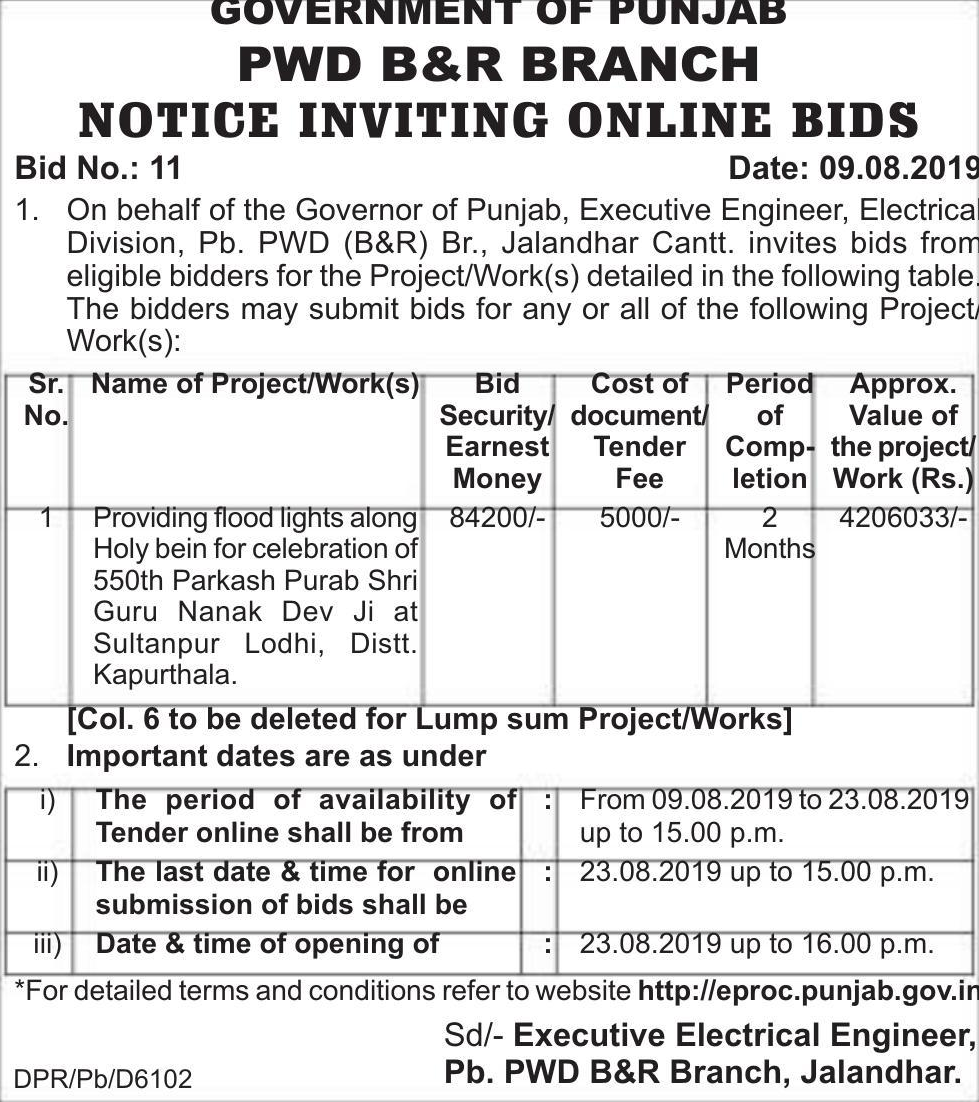 GOVERNMENT OF PUNJAB
PWD B&R BRANCH
NOTICE INVITING ONLINE BIDS
Bid No.: 11 Date: 09.08.2019
1. On behalf of the Governor of Punjab, Executive Engineer, Electrical
Division, Pb. PWD (B&R) Br., Jalandhar Cantt. invites bids from
eligible bidders for the Project/Work(s) detailed in the following table.
The bidders may submit bids for any or all of the following Project/
Work(s):
Sr. Name of Project/Work(s) Bid Cost of Period Approx.
No. Security/ document/ of Value of
Earnest Tender Comp- the project/
Money Fee letion Work (Rs.)
1 Providing flood lights along 84200/- 5000/- 2 4206033/-
Holy bein for celebration of Months
550th Parkash Purab Shri
Guru Nanak Dev Ji at
Sultanpur Lodhi, Distt.
Kapurthala.
[Col. 6 to be deleted for Lump sum Project/Works]
2. Important dates are as under
i) The period of availability of : From 09.08.2019 to 23.08.2019
Tender online shall be from up to 15.00 p.m.
ii) The last date & time for online : 23.08.2019 up to 15.00 p.m.
submission of bids shall be
iii) Date & time of opening of : 23.08.2019 up to 16.00 p.m.
*For detailed terms and conditions refer to website http://eproc.punjab.gov.in
Sd/- Executive Electrical Engineer,
DPR/Pb/D6102 Pb. PWD B&R Branch, Jalandhar.